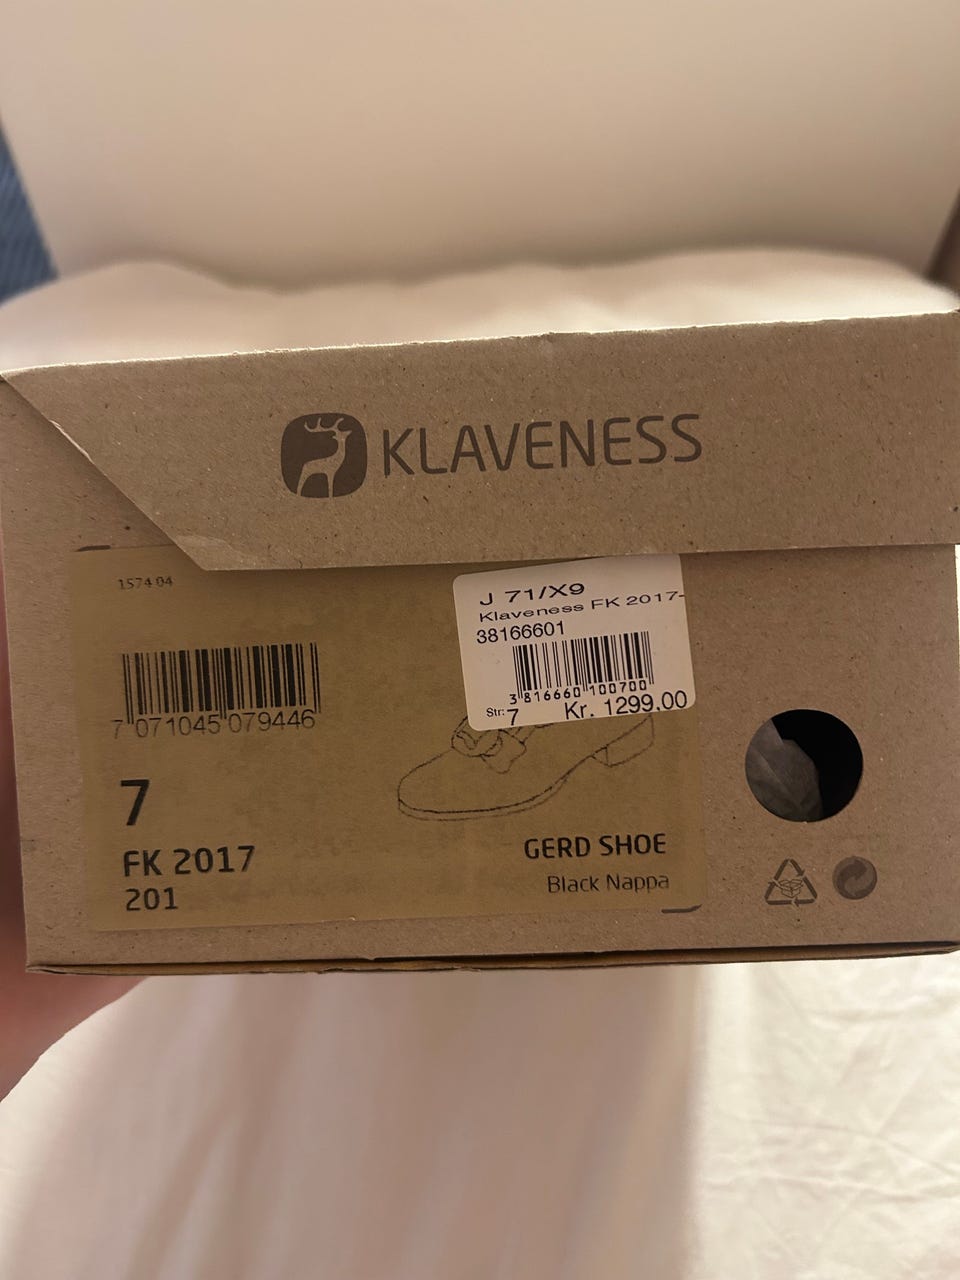 KLAVENESS
1574 04
7 071045 079446
7
FK 2017
201
J 71/X9
Klaveness FK 2017-
38166601
3 816660 100700
Str: 7 Kr. 1299,00
GERD SHOE
Black Nappa